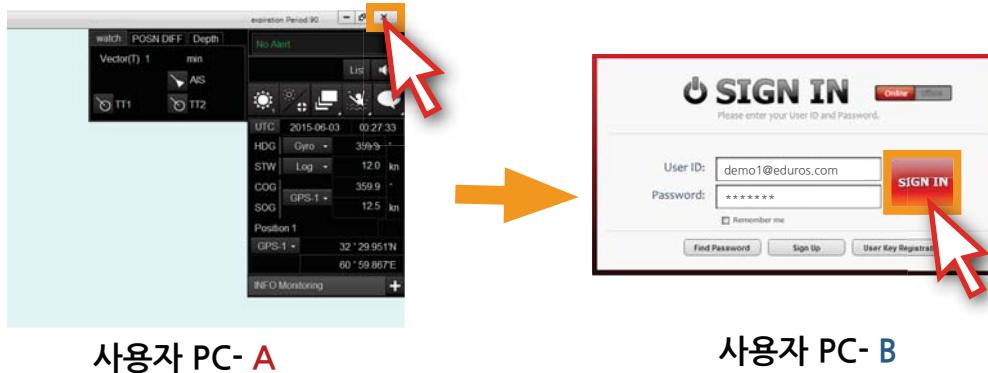 expiration Period:90
watch POSN DIFF Depth
Vector(T) 1 min
AIS
TT1 TT2
No Alert
List
UTC 2015-06-03 00:27:33
HDG Gyro 359.9 °
STW Log 12.0 kn
COG GPS-1 359.9 °
SOG 12.5 kn
Position 1
GPS-1 32 ° 29.951'N
60 ° 59.867'E
INFO Monitoring
사용자 PC- A
SIGN IN
Online offline
Please enter your User ID and Password.
User ID: demo1@eduros.com
Password: *******
SIGN IN
Remember me
Find Password Sign Up User Key Registrat
사용자 PC- B